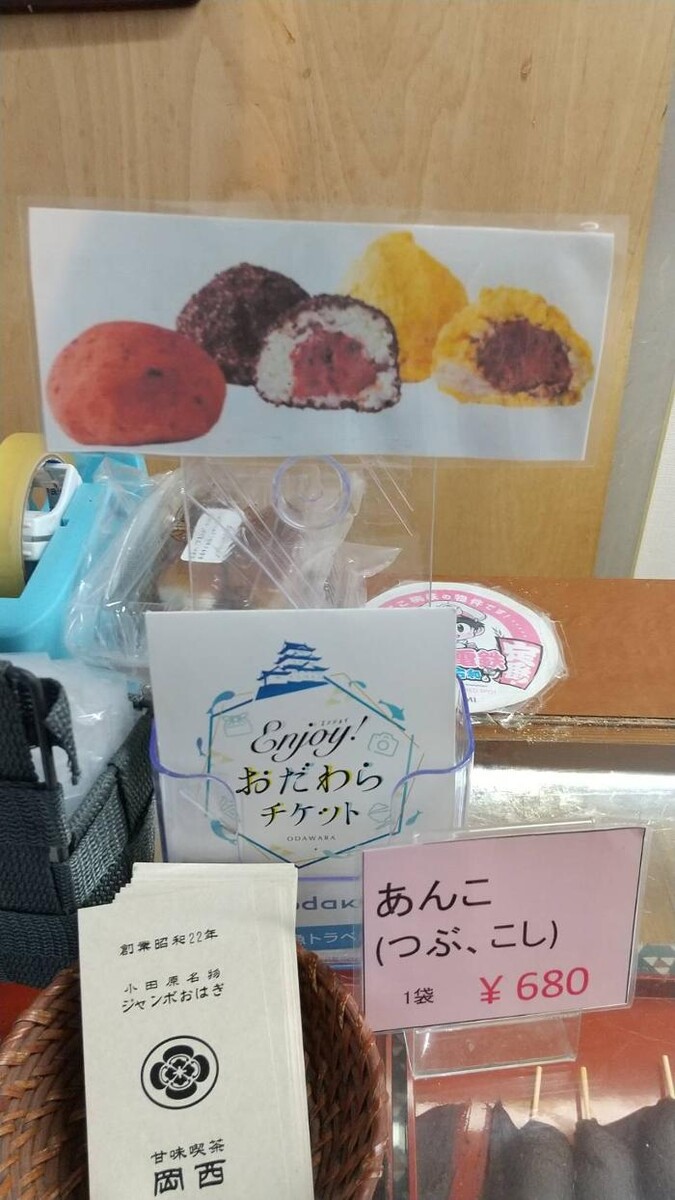 Enjoy!
おだわら
チケット
ODAWARA
あんこ
(つぶ、こし)
1袋 ¥680
創業昭和22年
小田原名物
ジャンボおはぎ
甘味喫茶
岡西